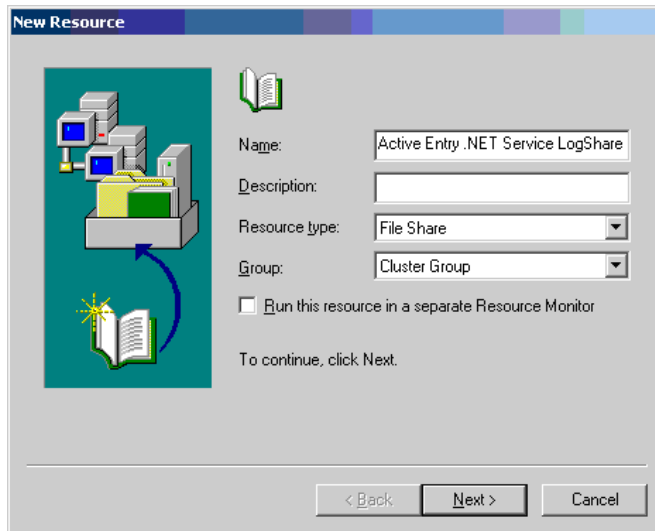 New Resource
Name: Active Entry .NET Service LogShare
Description:
Resource type: File Share
Group: Cluster Group
Run this resource in a separate Resource Monitor
To continue, click Next.
< Back Next > Cancel